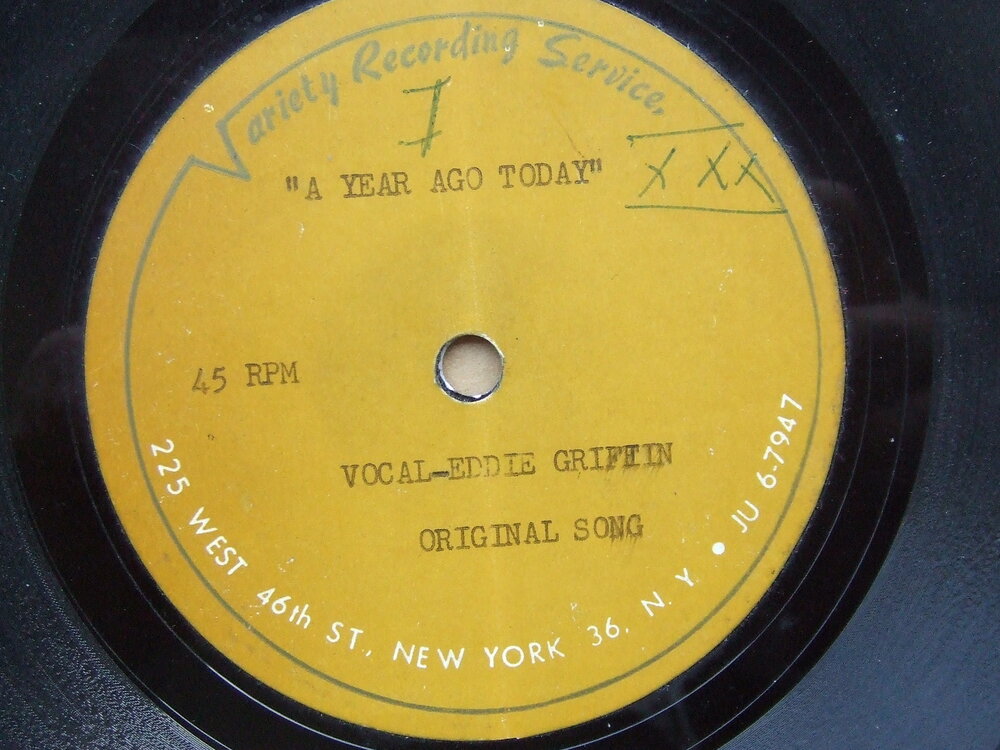 Variety Recording Service,
I
X XX
"A YEAR AGO TODAY"
45 RPM
VOCAL-EDDIE GRIFFIN
ORIGINAL SONG
225 WEST 46th ST., NEW YORK 36, N. Y. • JU 6-7947